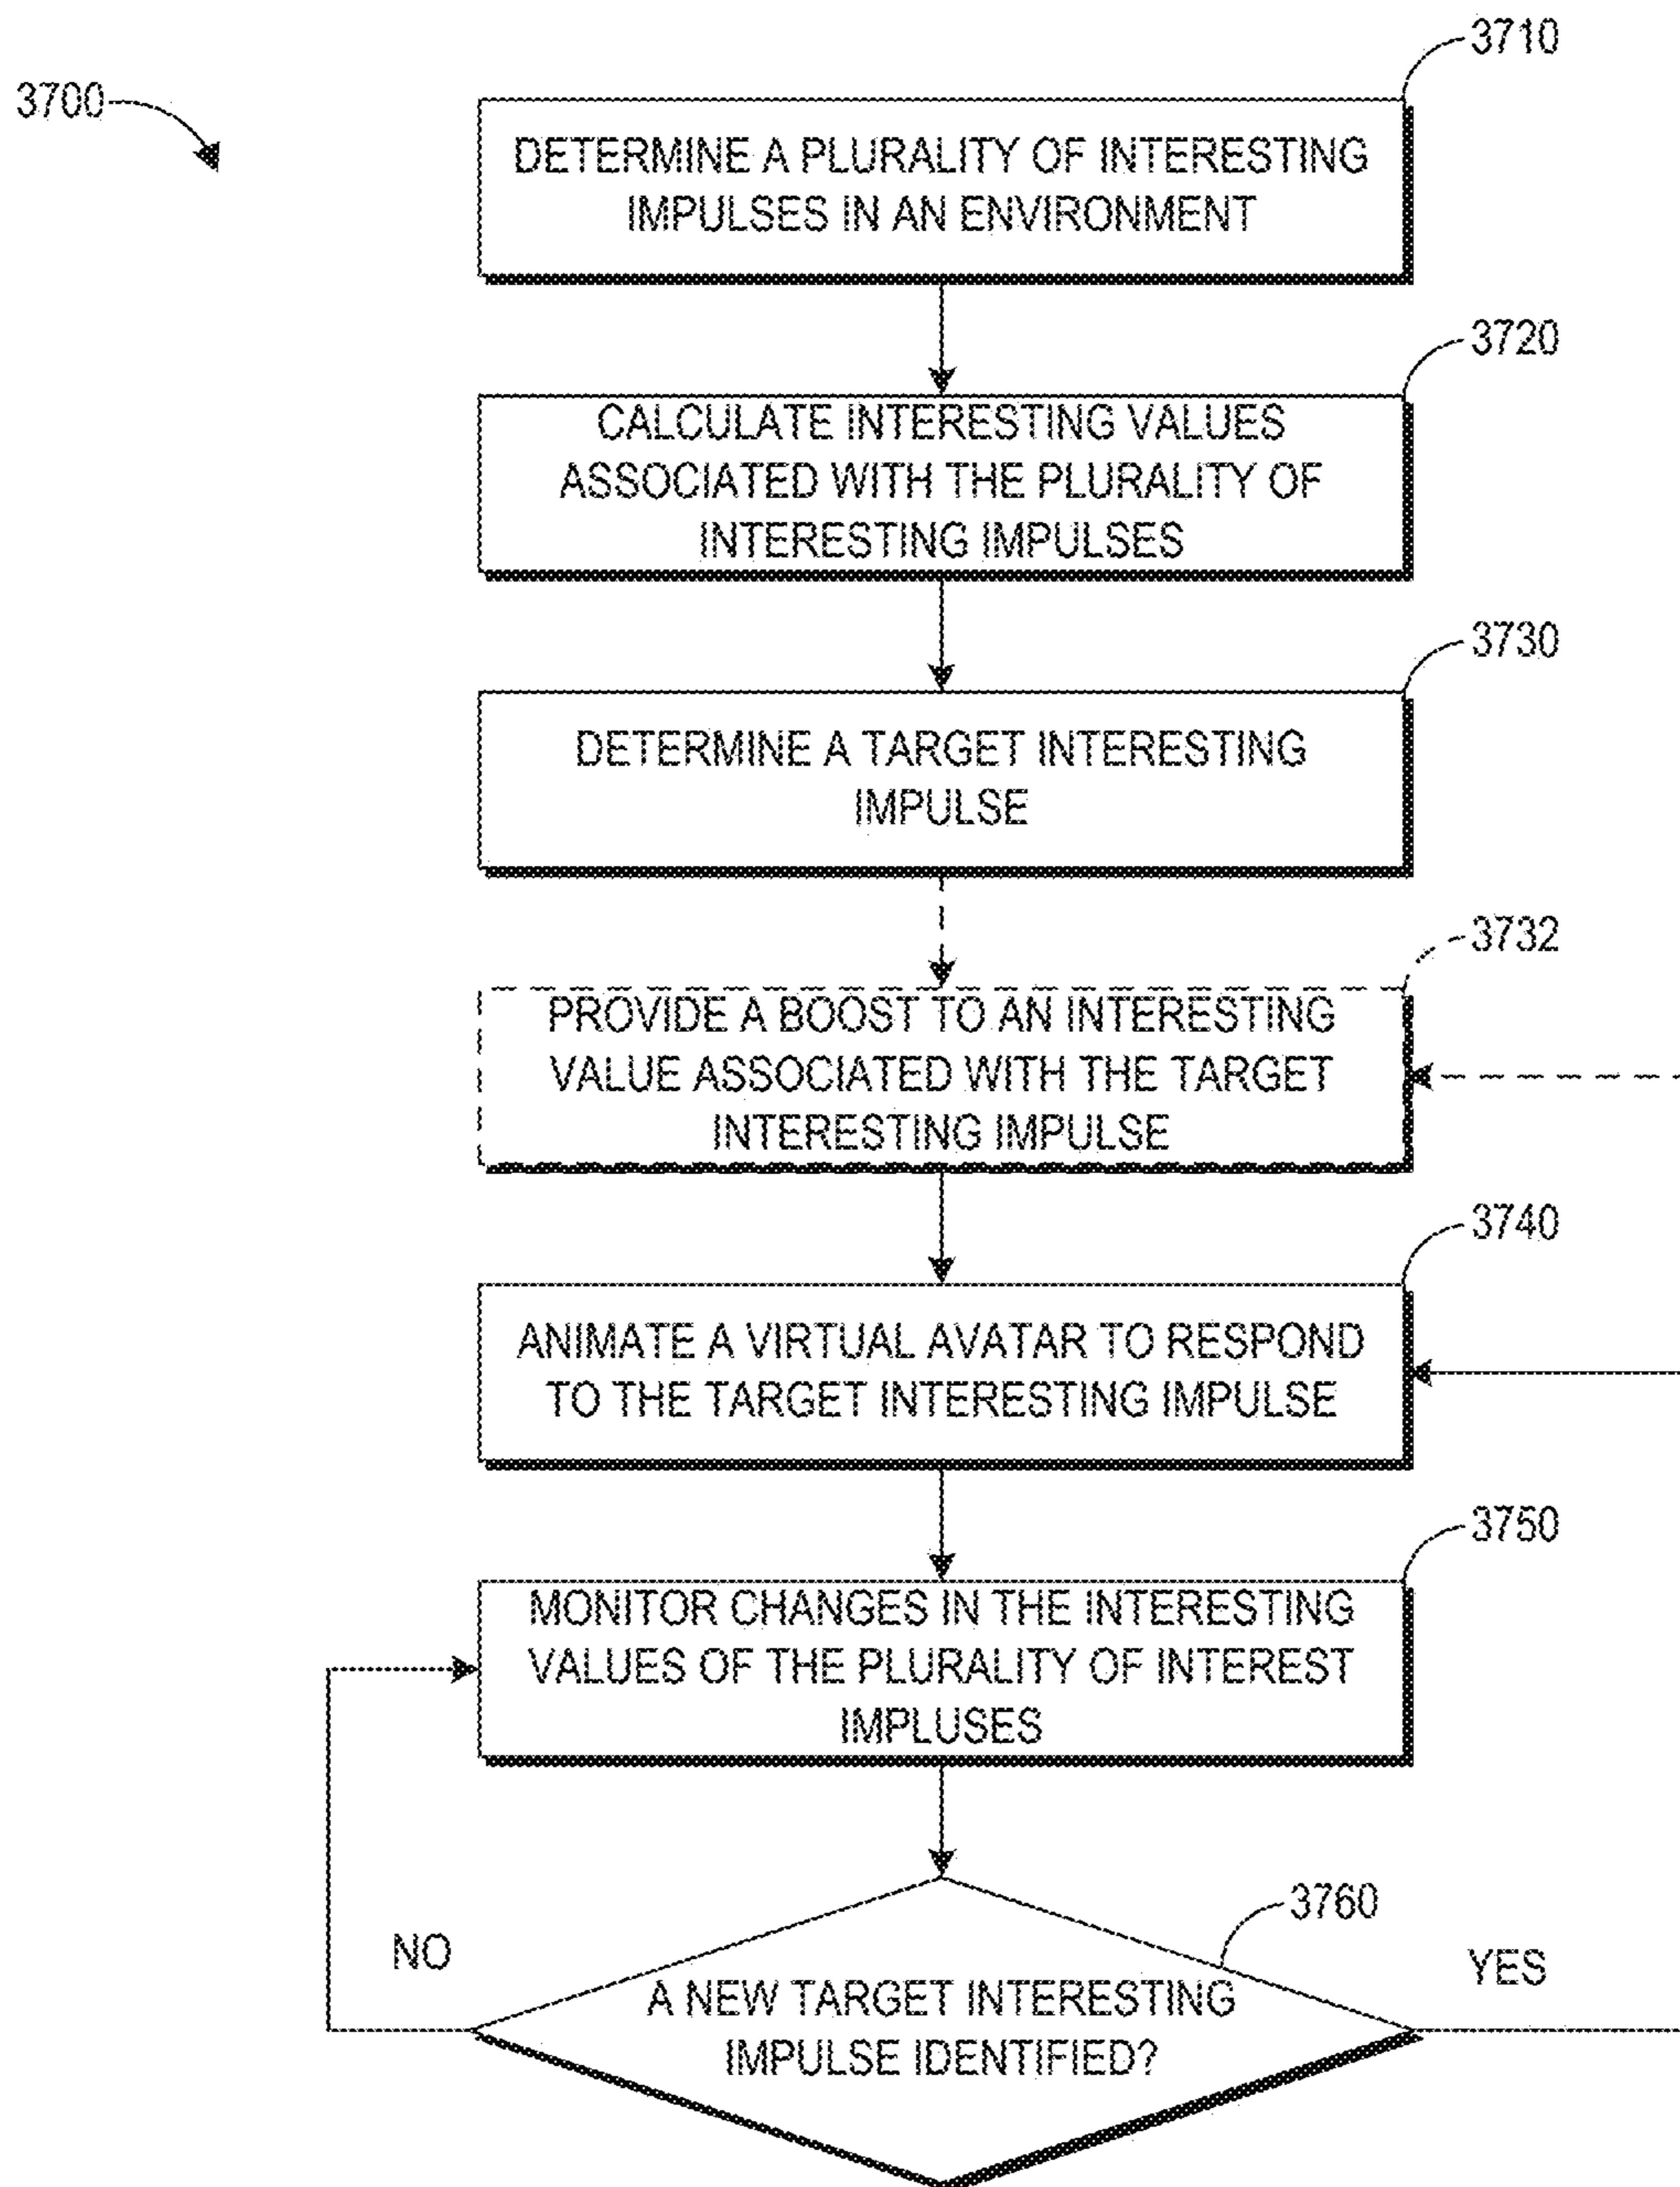 3700
3710
DETERMINE A PLURALITY OF INTERESTING
IMPULSES IN AN ENVIRONMENT
3720
CALCULATE INTERESTING VALUES
ASSOCIATED WITH THE PLURALITY OF
INTERESTING IMPULSES
3730
DETERMINE A TARGET INTERESTING
IMPULSE
3732
PROVIDE A BOOST TO AN INTERESTING
VALUE ASSOCIATED WITH THE TARGET
INTERESTING IMPULSE
3740
ANIMATE A VIRTUAL AVATAR TO RESPOND
TO THE TARGET INTERESTING IMPULSE
3750
MONITOR CHANGES IN THE INTERESTING
VALUES OF THE PLURALITY OF INTEREST
IMPLUSES
3760
NO
YES
A NEW TARGET INTERESTING
IMPULSE IDENTIFIED?